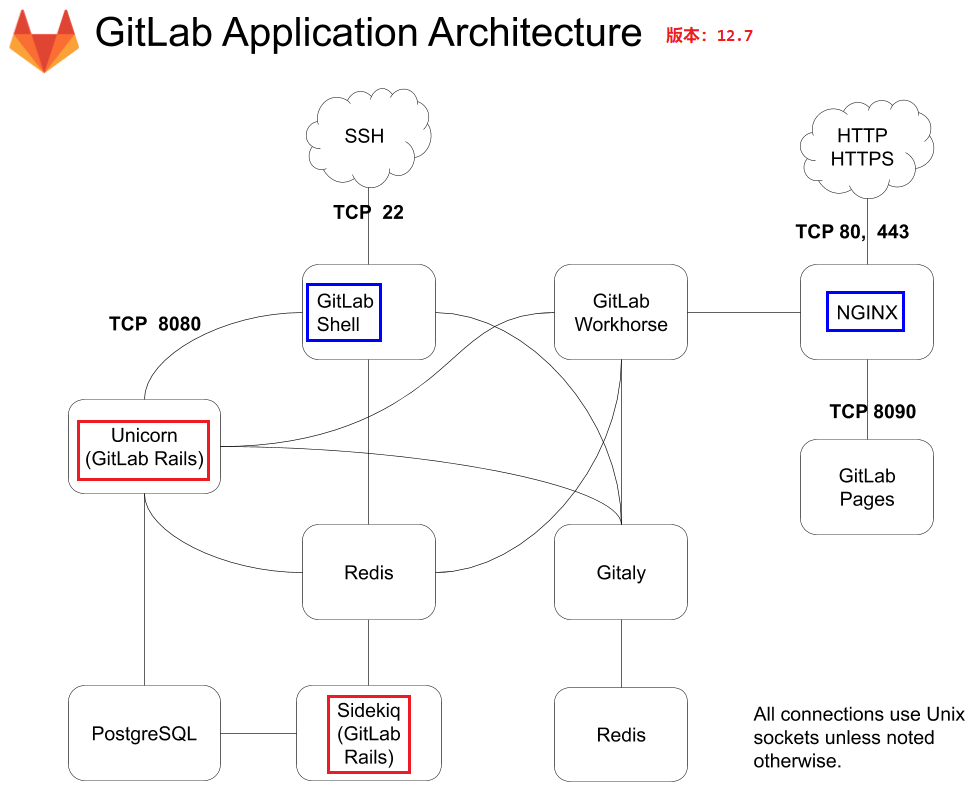 GitLab Application Architecture 版本: 12.7
SSH
HTTP
HTTPS
TCP 22
TCP 80, 443
GitLab
Shell
GitLab
Workhorse
NGINX
TCP 8080
TCP 8090
Unicorn
(GitLab Rails)
GitLab
Pages
Redis
Gitaly
PostgreSQL
Sidekiq
(GitLab
Rails)
Redis
All connections use Unix
sockets unless noted
otherwise.